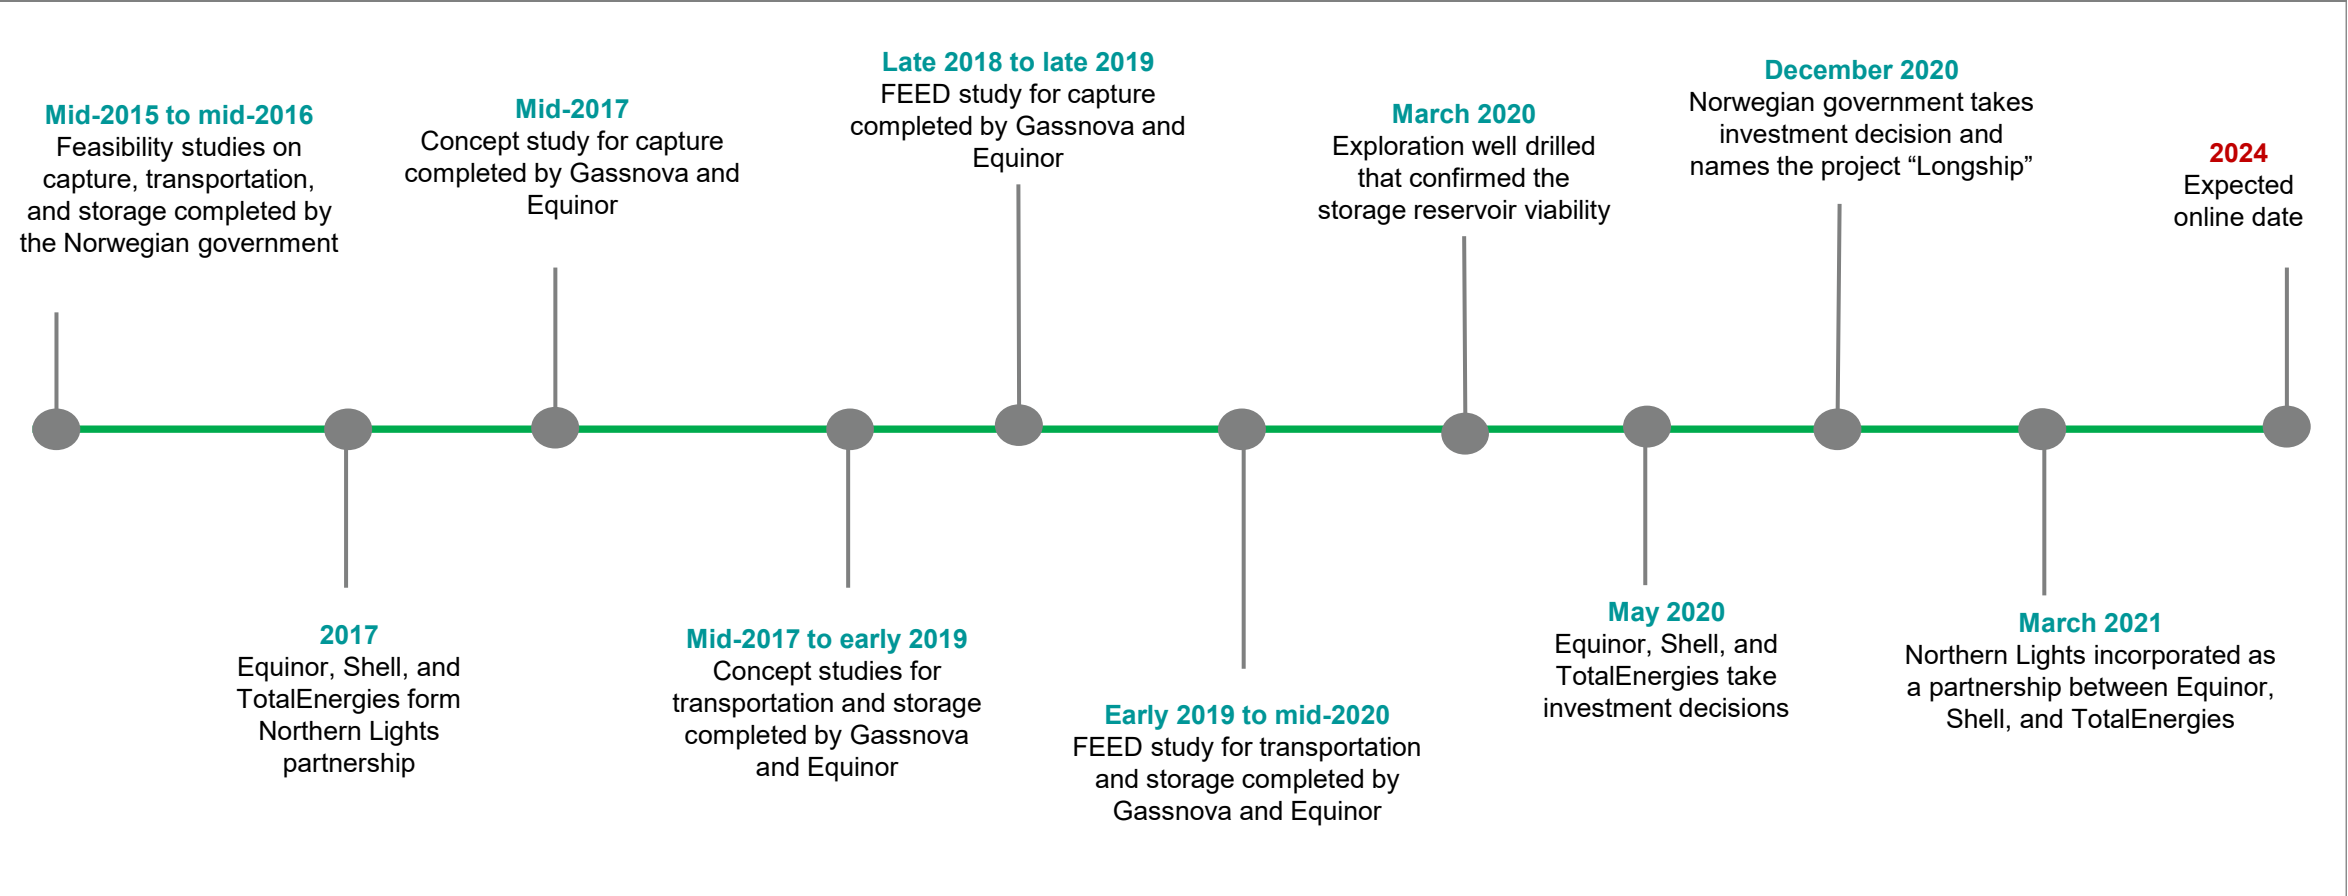 Mid-2015 to mid-2016
Feasibility studies on
capture, transportation,
and storage completed by
the Norwegian government
2017
Equinor, Shell, and
TotalEnergies form
Northern Lights
partnership
Mid-2017
Concept study for capture
completed by Gassnova and
Equinor
Mid-2017 to early 2019
Concept studies for
transportation and storage
completed by Gassnova
and Equinor
Late 2018 to late 2019
FEED study for capture
completed by Gassnova and
Equinor
Early 2019 to mid-2020
FEED study for transportation
and storage completed by
Gassnova and Equinor
March 2020
Exploration well drilled
that confirmed the
storage reservoir viability
May 2020
Equinor, Shell, and
TotalEnergies take
investment decisions
December 2020
Norwegian government takes
investment decision and
names the project “Longship”
March 2021
Northern Lights incorporated as
a partnership between Equinor,
Shell, and TotalEnergies
2024
Expected
online date